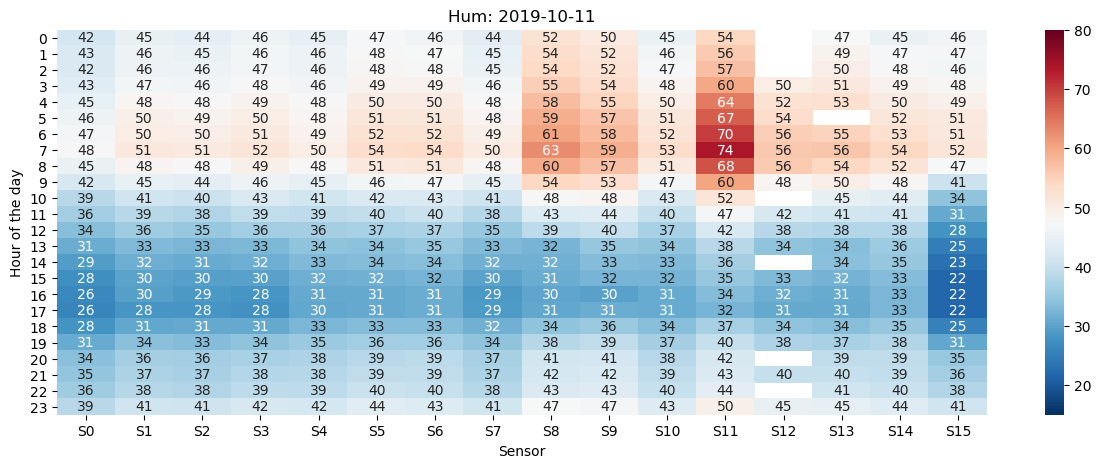 Hum: 2019-10-11
Hour of the day
0 42 45 44 46 45 47 46 44 52 50 45 54 47 45 46
1 43 46 45 46 46 48 47 45 54 52 46 56 49 47 47
2 42 46 46 47 46 48 48 45 54 52 47 57 50 48 46
3 43 47 46 48 46 49 49 46 55 54 48 60 50 51 49 48
4 45 48 48 49 48 50 50 48 58 55 50 64 52 53 50 49
5 46 50 49 50 48 51 51 48 59 57 51 67 54 52 51
6 47 50 50 51 49 52 52 49 61 58 52 70 56 55 53 51
7 48 51 51 52 50 54 54 50 63 59 53 74 56 56 54 52
8 45 48 48 49 48 51 51 48 60 57 51 68 56 54 52 47
9 42 45 44 46 45 46 47 45 54 53 47 60 48 50 48 41
10 39 41 40 43 41 42 43 41 48 48 43 52 45 44 34
11 36 39 38 39 39 40 40 38 43 44 40 47 42 41 41 31
12 34 36 35 36 36 37 37 35 39 40 37 42 38 38 38 28
13 31 33 33 33 34 34 35 33 32 35 34 38 34 34 35 25
14 29 32 31 32 33 34 34 32 32 33 33 36 34 35 23
15 28 30 30 30 32 32 32 30 31 32 32 35 33 32 33 22
16 26 30 29 28 31 31 31 29 30 30 31 34 32 31 33 22
17 26 28 28 28 30 31 31 29 31 31 31 32 31 31 33 22
18 28 31 31 31 33 33 33 32 34 36 34 37 34 34 35 25
19 31 34 33 34 35 36 36 34 38 39 37 40 38 37 38 31
20 34 36 36 37 38 39 39 37 41 41 38 42 39 39 35
21 35 37 37 38 38 39 39 37 42 42 39 43 40 40 39 36
22 36 38 38 39 39 40 40 38 43 43 40 44 41 40 38
23 39 41 41 42 42 44 43 41 47 47 43 50 45 45 44 41
S0 S1 S2 S3 S4 S5 S6 S7 S8 S9 S10 S11 S12 S13 S14 S15
Sensor
80
70
60
50
40
30
20